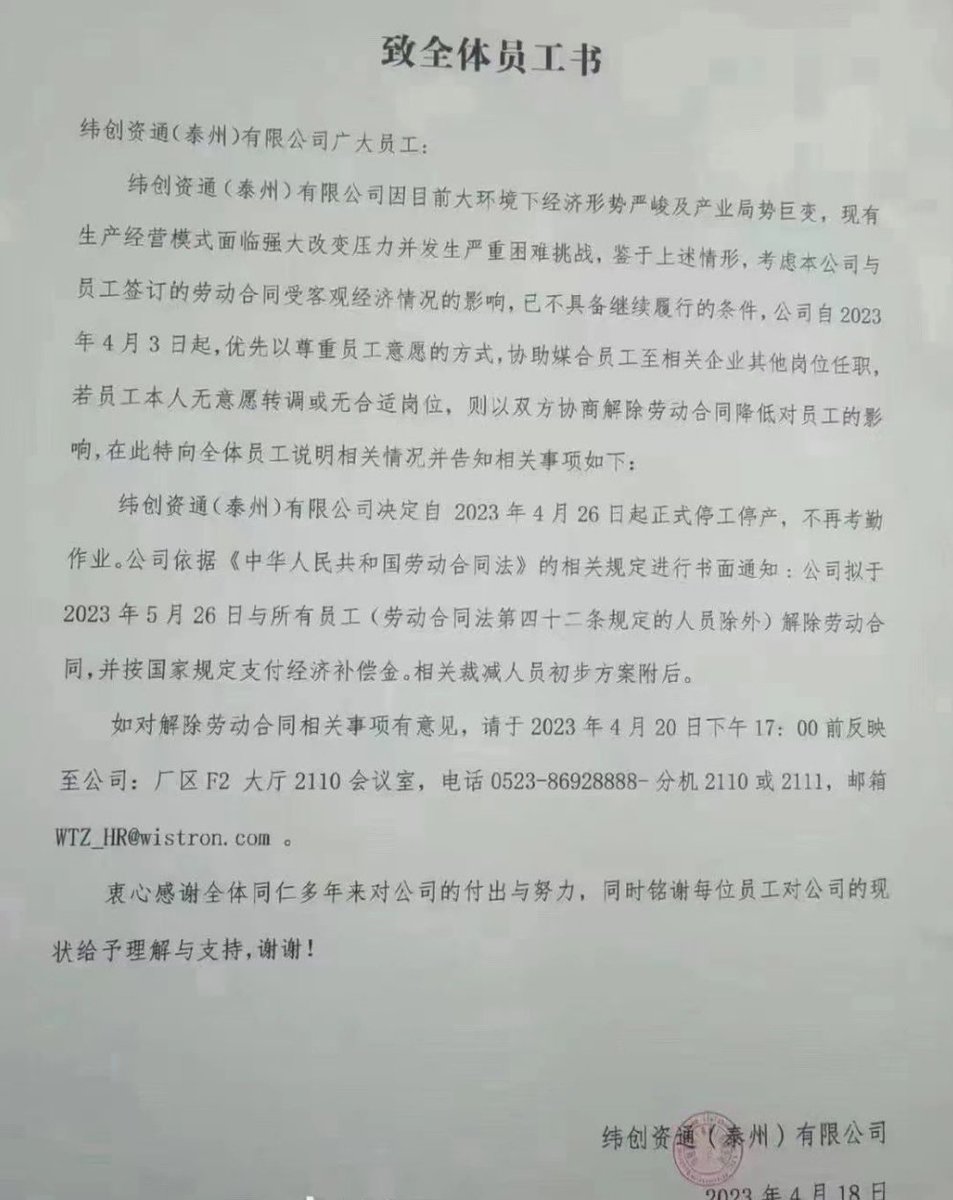 致全体员工书
纬创资通(泰州)有限公司广大员工:
纬创资通(泰州)有限公司因目前大环境下经济形势严峻及产业局势巨变，现有
生产经营模式面临强大改变压力并发生严重困难挑战，鉴于上述情形，考虑本公司与
员工签订的劳动合同受客观经济情况的影响，已不具备继续履行的条件，公司自2023
年4月3日起，优先以尊重员工意愿的方式，协助媒合员工至相关企业其他岗位任职，
若员工本人无意愿转调或无合适岗位，则以双方协商解除劳动合同降低对员工的影
响，在此特向全体员工说明相关情况并告知相关事项如下:
纬创资通(泰州)有限公司决定自 2023年4月26日起正式停工停产，不再考勤
作业。公司依据《中华人民共和国劳动合同法》的相关规定进行书面通知:公司拟于
2023年5月26日与所有员工（劳动合同法第四十二条规定的人员除外）解除劳动合
同，并按国家规定支付经济补偿金。相关裁减人员初步方案附后。
如对解除劳动合同相关事项有意见，请于2023年4月20日下午17: 00前反映
至公司: 厂区F2 大厅2110会议室，电话0523-86928888-分机2110或2111，邮箱
WTZ_HR@wistron.com 。
衷心感谢全体同仁多年来对公司的付出与努力，同时铭谢每位员工对公司的现
状给予理解与支持，谢谢！
纬创资通(泰州)有限公司
2023年4月18日